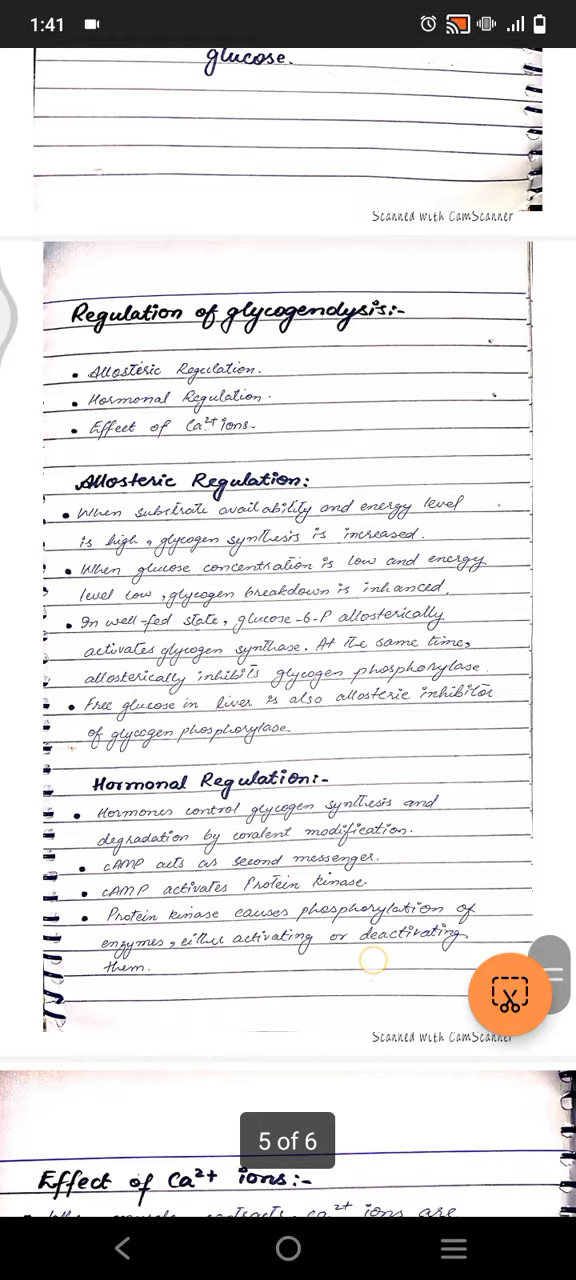 1:41
glucose.
Scanned with CamScanner
Regulation of glycogenolysis:-
• Allosteric Regulation.
• Hormonal Regulation.
• Effect of Ca²⁺ ions-
Allosteric Regulation:
• When substrate availability and energy level
is high, glycogen synthesis is increased.
• When glucose concentration is low and energy
level low, glycogen breakdown is inhanced.
• In well-fed state, glucose-6-P allosterically
activates glycogen synthase. At the same time,
allosterically inhibits glycogen phosphorylase.
• Free glucose in liver is also allosteric inhibitor
of glycogen phosphorylase.
Hormonal Regulation:-
• Hormones control glycogen synthesis and
degradation by covalent modification.
• cAMP acts as second messenger.
• cAMP activates Protein kinase
• Protein kinase causes phosphorylation of
enzymes, either activating or deactivating
them.
Scanned with CamScanner
5 of 6
Effect of Ca²⁺ ions:-
ca²⁺ ions are